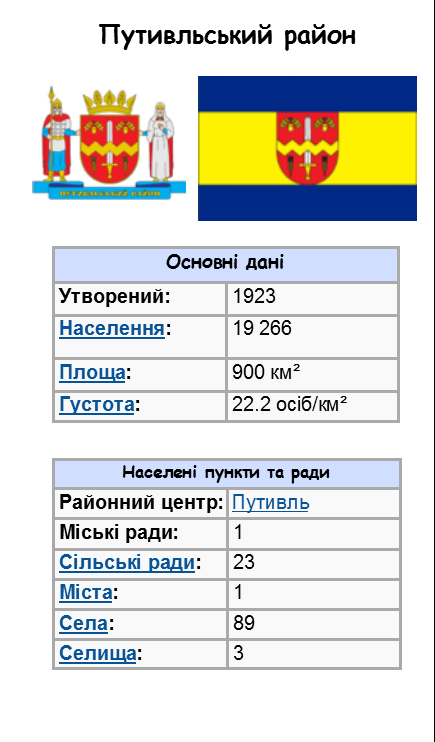 Путивльський район
ПУТИВЛЬСЬКИЙ РАЙОН
Основні дані
Утворений: 1923
Населення: 19 266
Площа: 900 км²
Густота: 22.2 осіб/км²
Населені пункти та ради
Районний центр: Путивль
Міські ради: 1
Сільські ради: 23
Міста: 1
Села: 89
Селища: 3